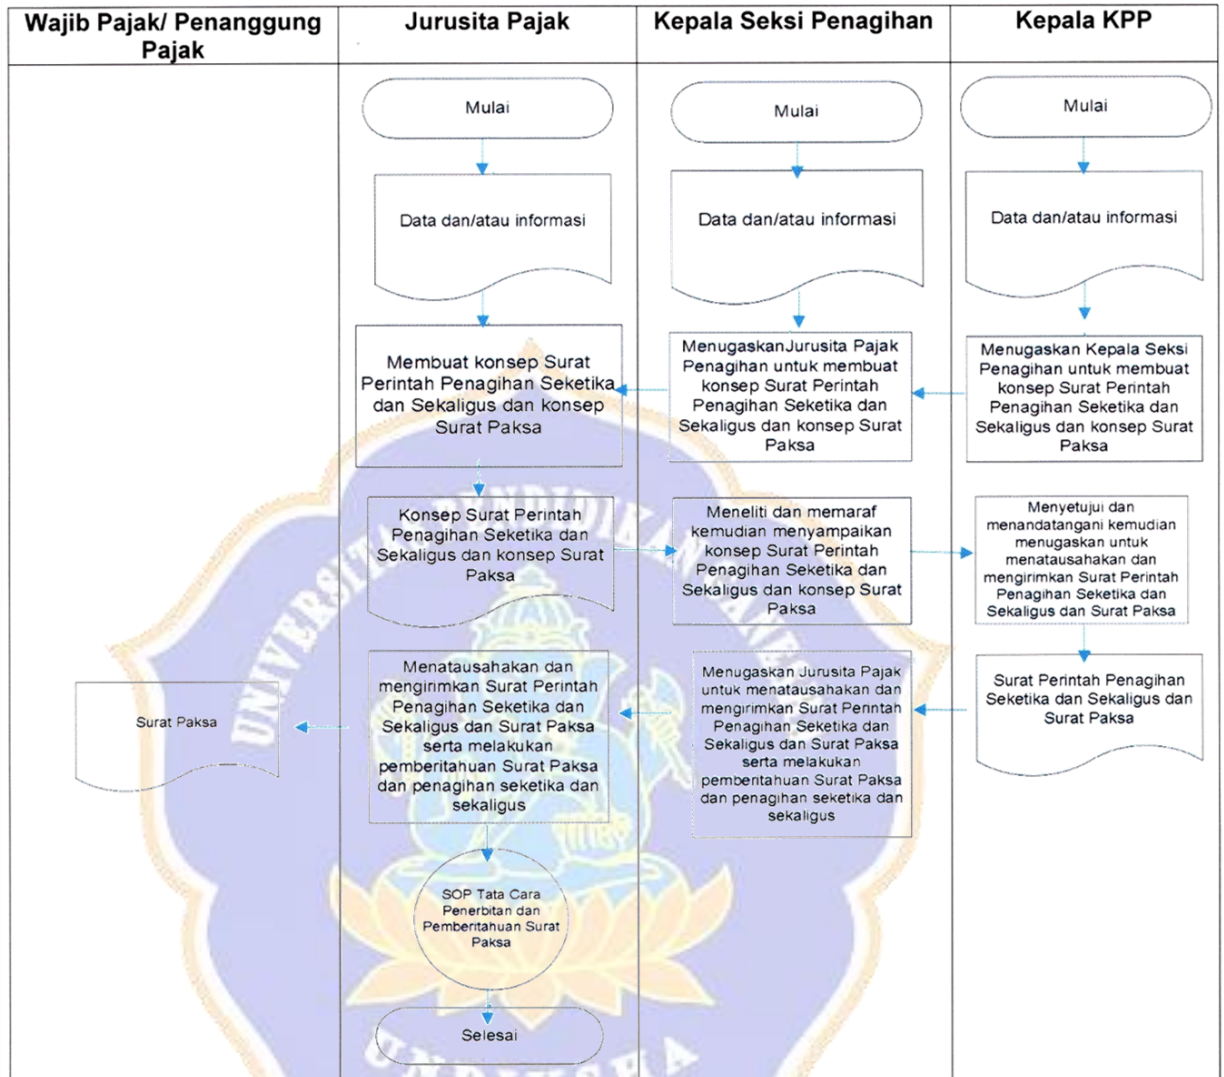 Wajib Pajak/ Penanggung
Pajak
Jurusita Pajak
Kepala Seksi Penagihan
Kepala KPP
Mulai
Mulai
Mulai
Data dan/atau informasi
Data dan/atau informasi
Data dan/atau informasi
Membuat konsep Surat
Perintah Penagihan Seketika
dan Sekaligus dan konsep
Surat Paksa
MenugaskanJurusita Pajak
Penagihan untuk membuat
konsep Surat Perintah
Penagihan Seketika dan
Sekaligus dan konsep Surat
Paksa
Menugaskan Kepala Seksi
Penagihan untuk membuat
konsep Surat Perintah
Penagihan Seketika dan
Sekaligus dan konsep Surat
Paksa
Konsep Surat Perintah
Penagihan Seketika dan
Sekaligus dan konsep Surat
Paksa
Meneliti dan memaraf
kemudian menyampaikan
konsep Surat Perintah
Penagihan Seketika dan
Sekaligus dan konsep Surat
Paksa
Menyetujui dan
menandatangani kemudian
menugaskan untuk
menatausahakan dan
mengirimkan Surat Perintah
Penagihan Seketika dan
Sekaligus dan Surat Paksa
Surat Paksa
Menatausahakan dan
mengirimkan Surat Perintah
Penagihan Seketika dan
Sekaligus dan Surat Paksa
serta melakukan
pemberitahuan Surat Paksa
dan penagihan seketika dan
sekaligus
Menugaskan Jurusita Pajak
untuk menatausahakan dan
mengirimkan Surat Perintah
Penagihan Seketika dan
Sekaligus dan Surat Paksa
serta melakukan
pemberitahuan Surat Paksa
dan penagihan seketika dan
sekaligus
Surat Perintah Penagihan
Seketika dan Sekaligus dan
Surat Paksa
SOP Tata Cara
Penerbitan dan
Pemberitahuan Surat
Paksa
Selesai
UNIVERSITAS PENDIDIKAN GANESHA
UNDIKSHA